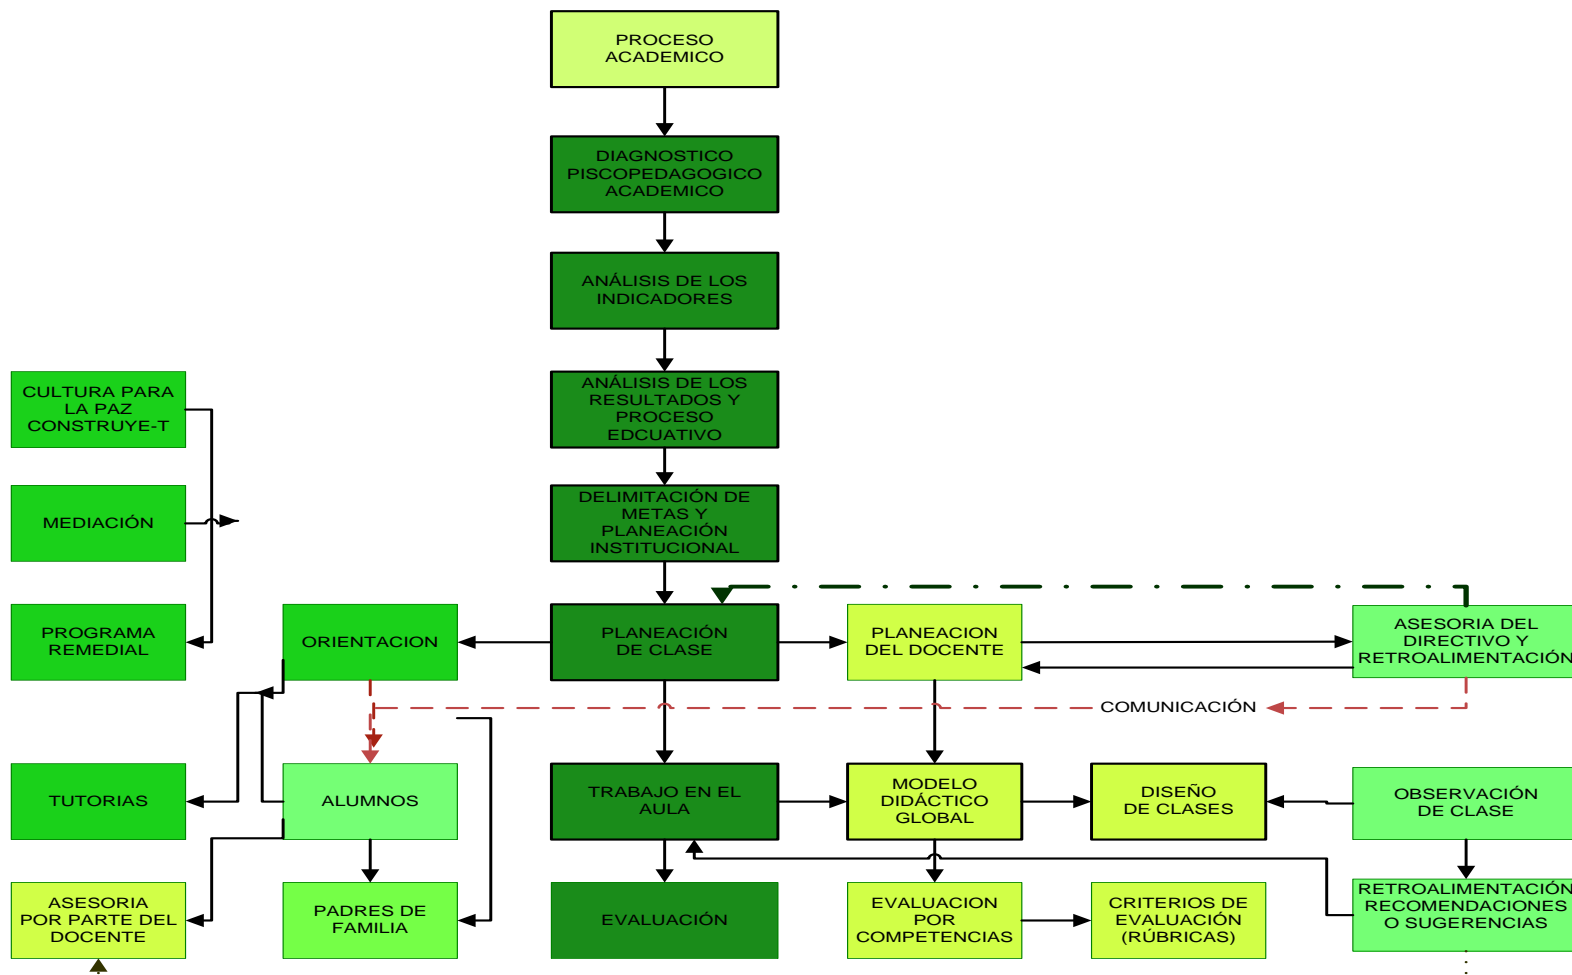 PROCESO
ACADEMICO
DIAGNOSTICO
PISCOPEDAGOGICO
ACADEMICO
ANÁLISIS DE LOS
INDICADORES
CULTURA PARA
LA PAZ
CONSTRUYE-T
ANÁLISIS DE LOS
RESULTADOS Y
PROCESO
EDCUATIVO
MEDIACIÓN
DELIMITACIÓN DE
METAS Y
PLANEACIÓN
INSTITUCIONAL
PROGRAMA
REMEDIAL
ORIENTACION
PLANEACIÓN
DE CLASE
PLANEACION
DEL DOCENTE
ASESORIA DEL
DIRECTIVO Y
RETROALIMENTACIÓN
COMUNICACIÓN
TUTORIAS
ALUMNOS
TRABAJO EN EL
AULA
MODELO
DIDÁCTICO
GLOBAL
DISEÑO
DE CLASES
OBSERVACIÓN
DE CLASE
ASESORIA
POR PARTE DEL
DOCENTE
PADRES DE
FAMILIA
EVALUACIÓN
EVALUACION
POR
COMPETENCIAS
CRITERIOS DE
EVALUACIÓN
(RÚBRICAS)
RETROALIMENTACIÓN
RECOMENDACIONES
O SUGERENCIAS